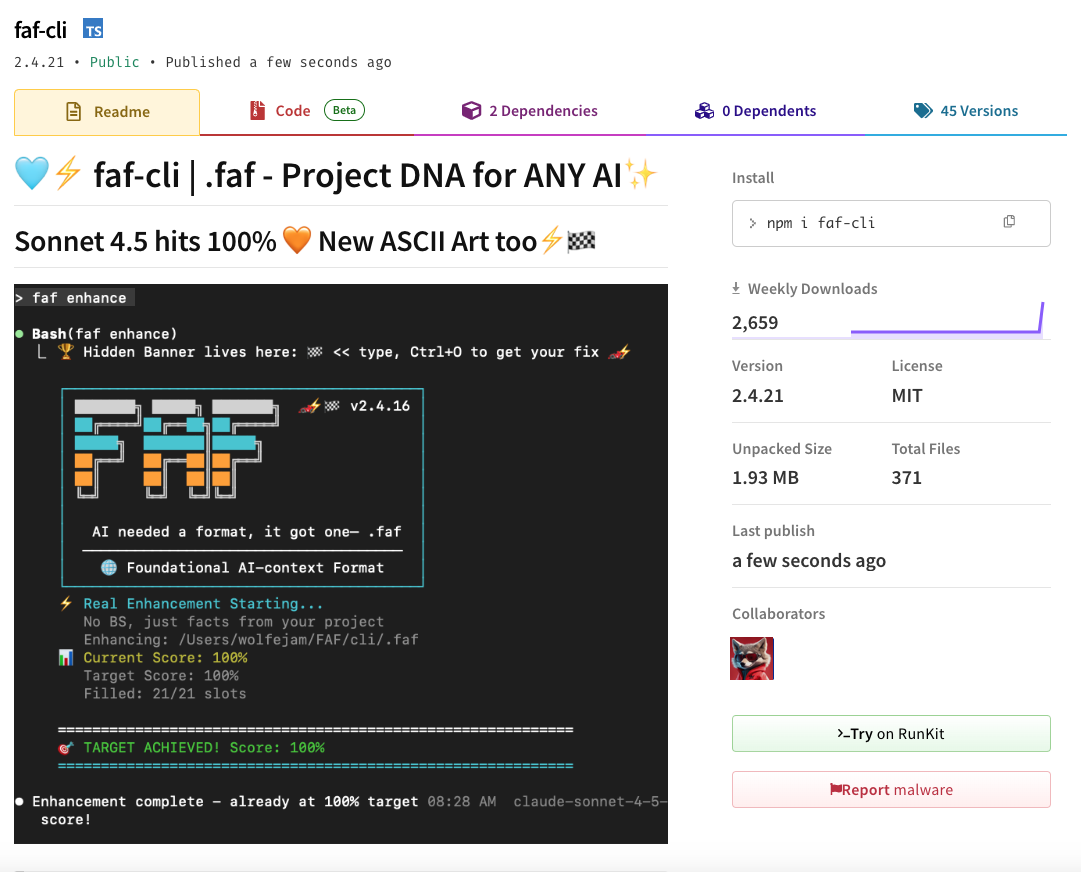 faf-cli TS
2.4.21 • Public • Published a few seconds ago
Readme
Code Beta
2 Dependencies
0 Dependents
45 Versions
🩵⚡ faf-cli | .faf - Project DNA for ANY AI✨
Sonnet 4.5 hits 100% 🧡 New ASCII Art too⚡🏁
> faf enhance
● Bash(faf enhance)
⎿ 🏆 Hidden Banner lives here: 🏁 << type, Ctrl+O to get your fix 🏎️⚡
FAF 🏎️⚡🏁 v2.4.16
AI needed a format, it got one— .faf
🌐 Foundational AI-context Format
⚡ Real Enhancement Starting...
No BS, just facts from your project
Enhancing: /Users/wolfejam/FAF/cli/.faf
📊 Current Score: 100%
Target Score: 100%
Filled: 21/21 slots
============================================================
🎯 TARGET ACHIEVED! Score: 100%
============================================================
● Enhancement complete – already at 100% target 08:28 AM claude-sonnet-4-5-
score!
Install
> npm i faf-cli
Weekly Downloads
2,659
Version
License
2.4.21
MIT
Unpacked Size
Total Files
1.93 MB
371
Last publish
a few seconds ago
Collaborators
>_Try on RunKit
Report malware